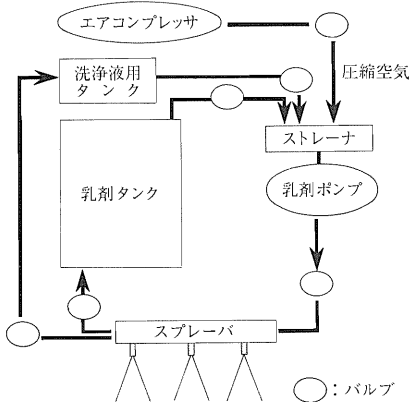 エアコンプレッサ
洗浄液用
タンク
圧縮空気
ストレーナ
乳剤タンク
乳剤ポンプ
スプレーバ
：バルブ